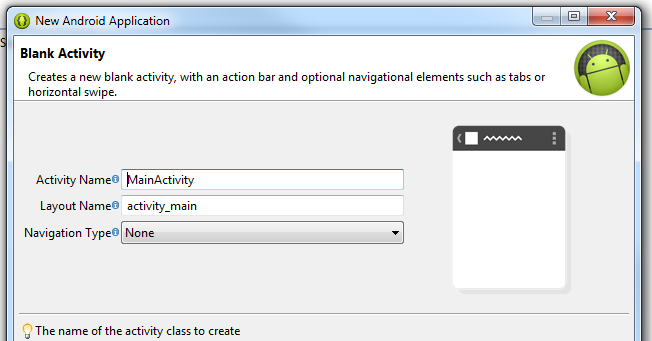 New Android Application
Blank Activity
Creates a new blank activity, with an action bar and optional navigational elements such as tabs or
horizontal swipe.
Activity Name MainActivity
Layout Name activity_main
Navigation Type None
The name of the activity class to create